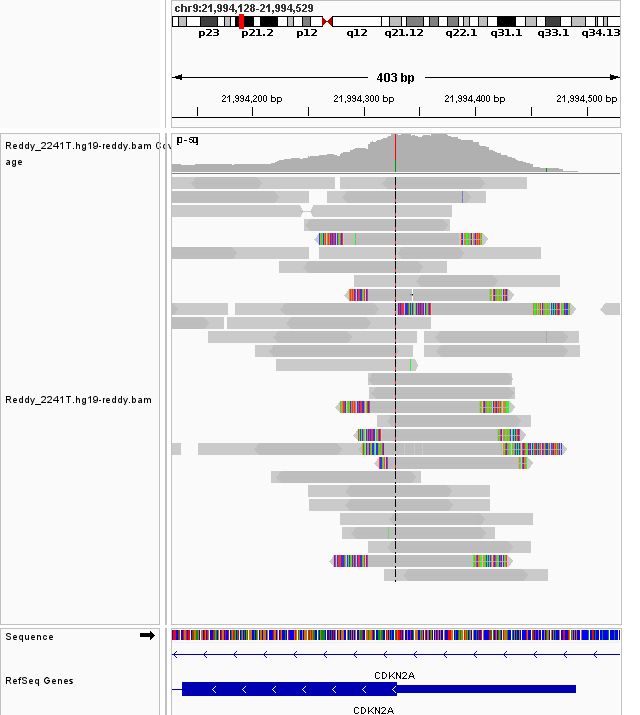 chr9:21,994,128-21,994,529
p23 p21.2 p12 q12 q21.12 q22.1 q31.1 q33.1 q34.13
403 bp
21,994,200 bp 21,994,300 bp 21,994,400 bp 21,994,500 bp
Reddy_2241T.hg19-reddy.bam Cov
age
Reddy_2241T.hg19-reddy.bam
Sequence
CDKN2A
RefSeq Genes
CDKN2A